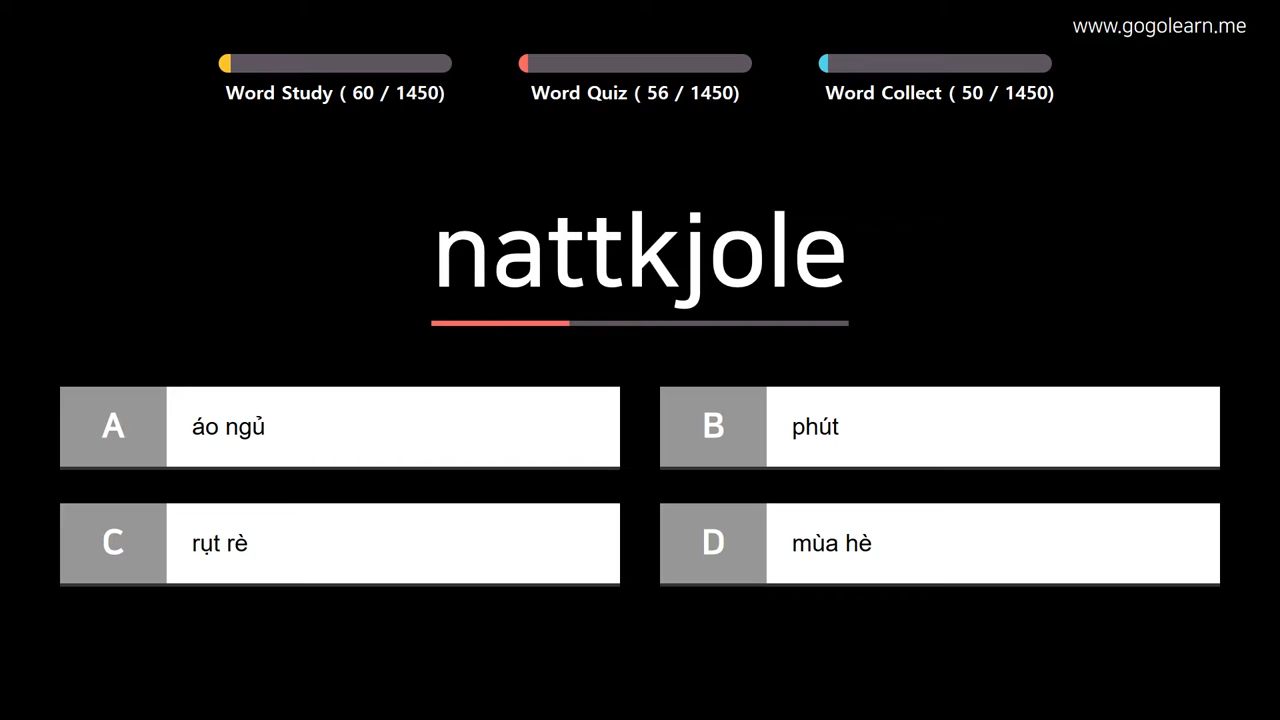 www.gogolearn.me
Word Study ( 60 / 1450)
Word Quiz ( 56 / 1450)
Word Collect ( 50 / 1450)
nattkjole
A áo ngủ
B phút
C rụt rè
D mùa hè